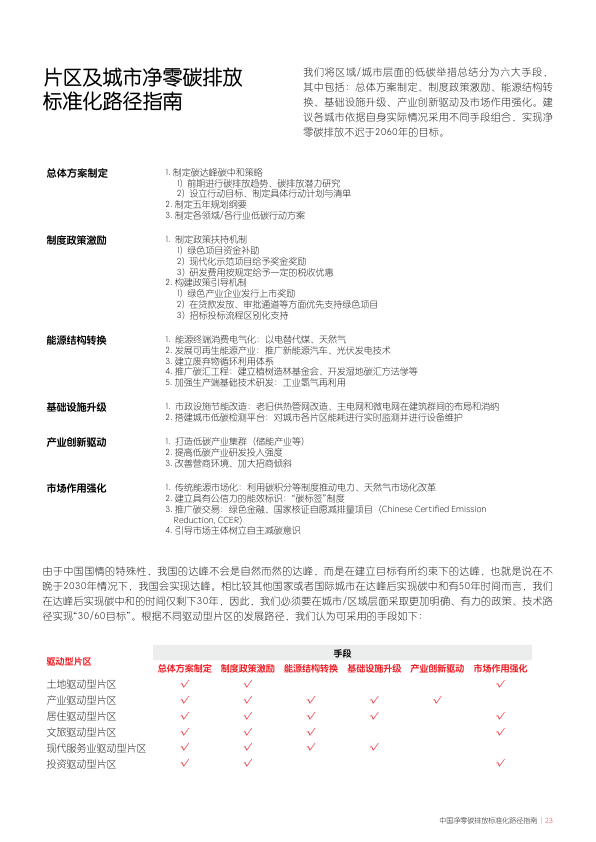 片区及城市净零碳排放
标准化路径指南
我们将区域/城市层面的低碳举措总结分为六大手段，
其中包括：总体方案制定、制度政策激励、能源结构转
换、基础设施升级、产业创新驱动及市场作用强化。建
议各城市依据自身实际情况采用不同手段组合，实现净
零碳排放不迟于2060年的目标。
总体方案制定
1. 制定碳达峰碳中和策略
1）前期进行碳排放趋势、碳排放潜力研究
2）设立行动目标、制定具体行动计划与清单
2. 制定五年规划纲要
3. 制定各领域/各行业低碳行动方案
制度政策激励
1. 制定政策扶持机制
1）绿色项目资金补助
2）现代化示范项目给予奖金奖励
3）研发费用按规定给予一定的税收优惠
2. 构建政策引导机制
1）绿色产业企业发行上市奖励
2）在贷款发放、审批通道等方面优先支持绿色项目
3）招标投标流程区别化支持
能源结构转换
1. 能源终端消费电气化：以电替代煤、天然气
2. 发展可再生能源产业：推广新能源汽车、光伏发电技术
3. 建立废弃物循环利用体系
4. 推广碳汇工程：建立植树造林基金会、开发湿地碳汇方法学等
5. 加强生产端基础技术研发：工业氢气再利用
基础设施升级
1. 市政设施节能改造：老旧供热管网改造、主电网和微电网在建筑群间的布局和消纳
2. 搭建城市低碳检测平台：对城市各片区能耗进行实时监测并进行设备维护
产业创新驱动
1. 打造低碳产业集群（储能产业等）
2. 提高低碳产业研发投入强度
3. 改善营商环境、加大招商倾斜
市场作用强化
1. 传统能源市场化：利用碳积分等制度推动电力、天然气市场化改革
2. 建立具有公信力的能效标识：“碳标签”制度
3. 推广碳交易：绿色金融、国家核证自愿减排量项目（Chinese Certified Emission
Reduction, CCER）
4. 引导市场主体树立自主减碳意识
由于中国国情的特殊性，我国的达峰不会是自然而然的达峰，而是在建立目标有所约束下的达峰，也就是说在不
晚于2030年情况下，我国会实现达峰。相比较其他国家或者国际城市在达峰后实现碳中和有50年时间而言，我们
在达峰后实现碳中和的时间仅剩下30年，因此，我们必须要在城市/区域层面采取更加明确、有力的政策、技术路
径实现“30/60目标”。根据不同驱动型片区的发展路径，我们认为可采用的手段如下：
驱动型片区
手段
总体方案制定 制度政策激励 能源结构转换 基础设施升级 产业创新驱动 市场作用强化
土地驱动型片区 ✓ ✓ ✓
产业驱动型片区 ✓ ✓ ✓ ✓ ✓
居住驱动型片区 ✓ ✓ ✓ ✓ ✓
文旅驱动型片区 ✓ ✓ ✓ ✓
现代服务业驱动型片区 ✓ ✓ ✓ ✓
投资驱动型片区 ✓ ✓ ✓
中国净零碳排放标准化路径指南 | 23